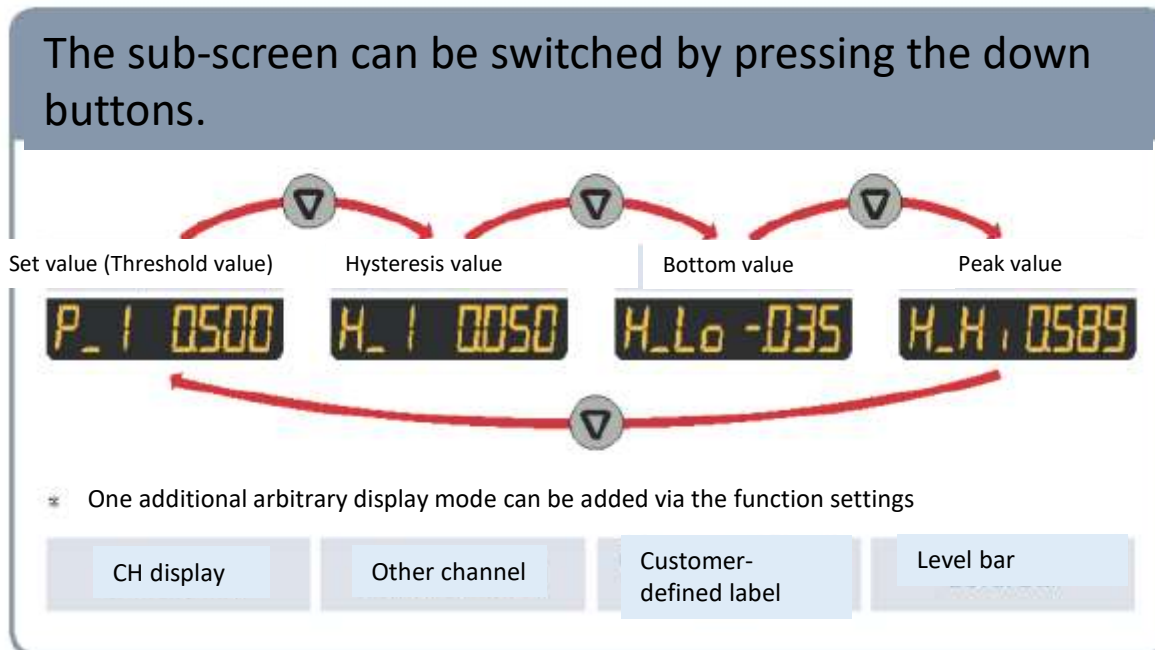 The sub-screen can be switched by pressing the down
buttons.
Set value (Threshold value)
Hysteresis value
Bottom value
Peak value
P_1 0.500
H_1 0.050
H_Lo -.035
H_Hi 0.589
* One additional arbitrary display mode can be added via the function settings
CH display
Other channel
Customer-
defined label
Level bar